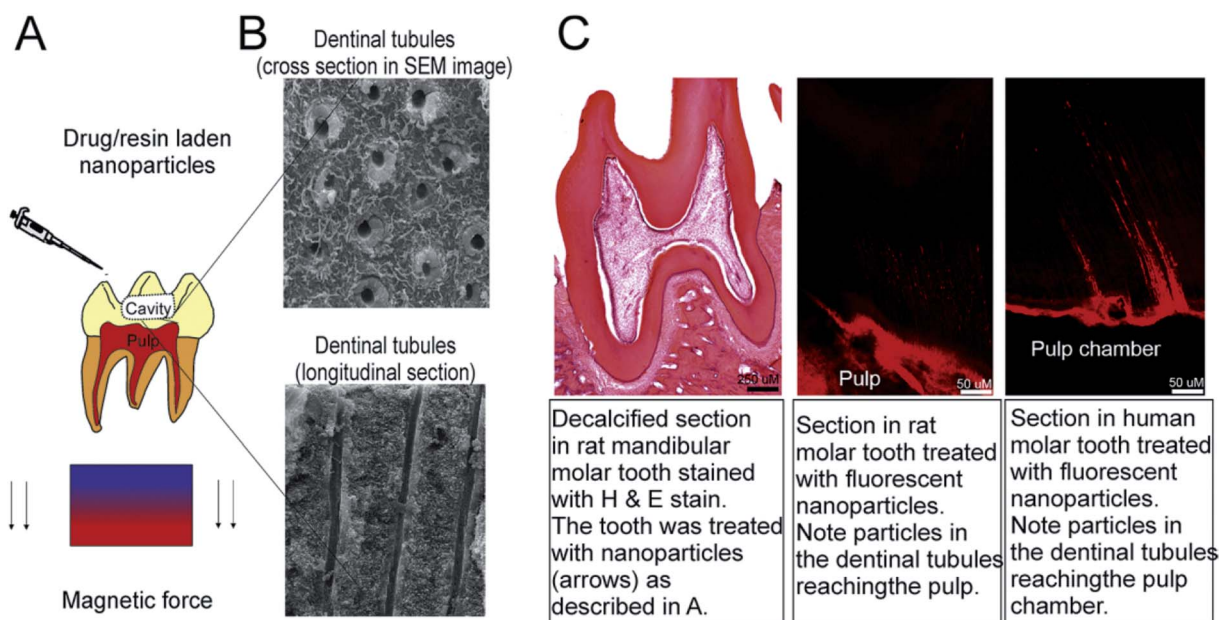 A
B
C
Drug/resin laden
nanoparticles
Cavity
Pulp
Magnetic force
Dentinal tubules
(cross section in SEM image)
Dentinal tubules
(longitudinal section)
250 uM
Pulp
50 uM
Pulp chamber
50 uM
Decalcified section
in rat mandibular
molar tooth stained
with H & E stain.
The tooth was treated
with nanoparticles
(arrows) as
described in A.
Section in rat
molar tooth treated
with fluorescent
nanoparticles.
Note particles in
the dentinal tubules
reachingthe pulp.
Section in human
molar tooth treated
with fluorescent
nanoparticles.
Note particles in
the dentinal tubules
reachingthe pulp
chamber.